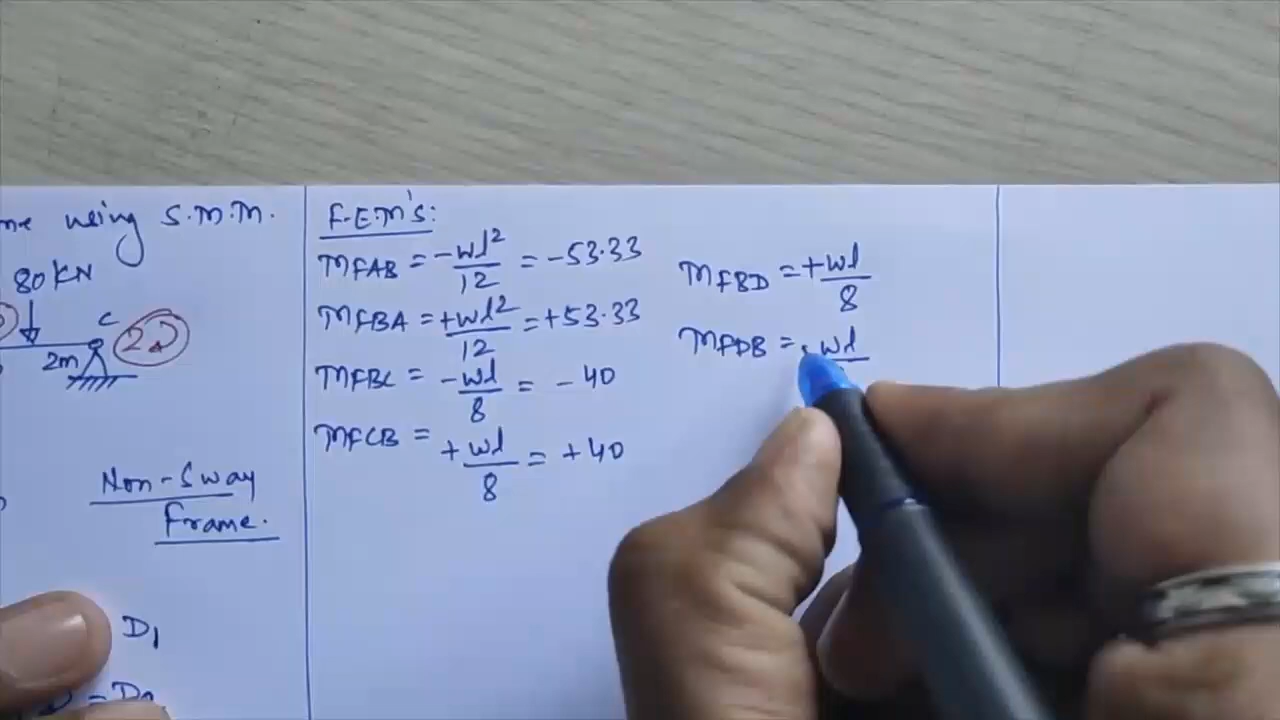 me using S.M.M.
80 KN
C
2
2m
Non-Sway
Frame.
D1
F.E.M's:
MFAB = -wl²/12 = -53.33
MFBA = +wl²/12 = +53.33
MFBC = -wl/8 = -40
MFCB = +wl/8 = +40
MFBD = +wl/8
MFDB = wl